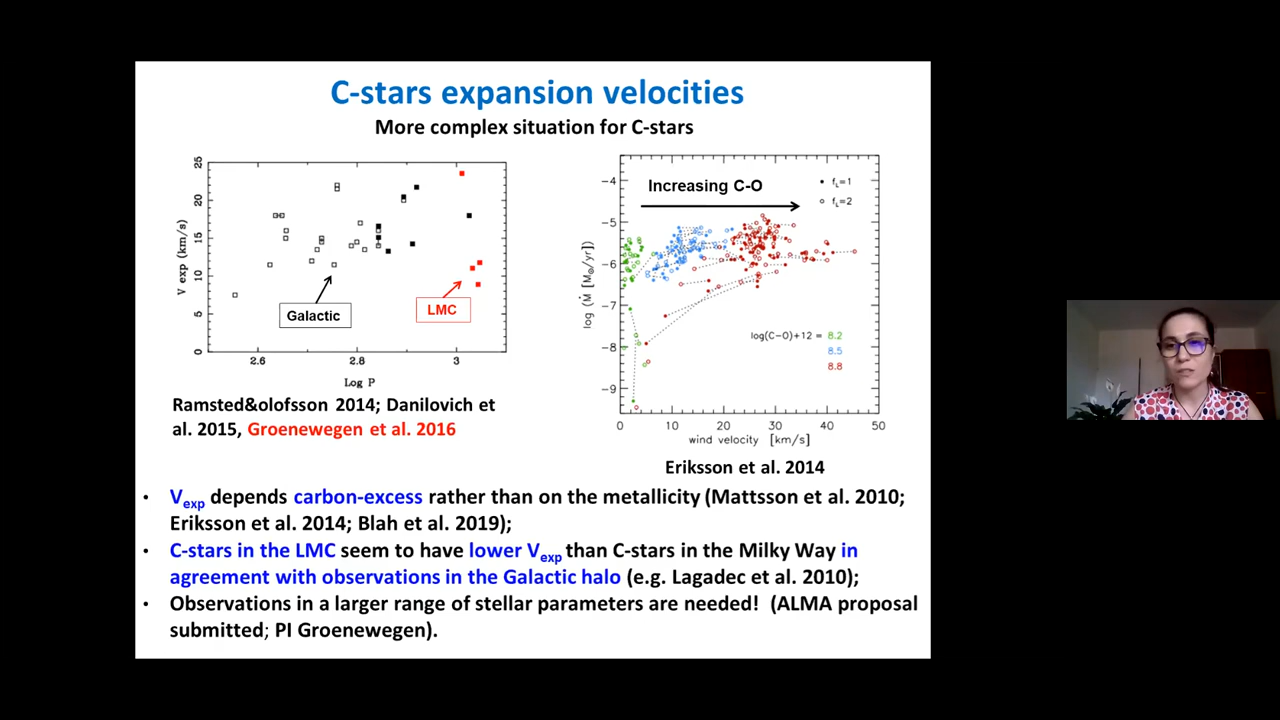 C-stars expansion velocities
More complex situation for C-stars
25
20
15
10
5
0
V exp (km/s)
2.6
2.8
3
Log P
Galactic
LMC
−4
−5
−6
−7
−8
−9
log (Ṁ [M⊙/yr])
Increasing C-O
f_L=1
f_L=2
log(C−O)+12 = 8.2
8.5
8.8
0
10
20
30
40
50
wind velocity [km/s]
Ramsted&olofsson 2014; Danilovich et
al. 2015, Groenewegen et al. 2016
Eriksson et al. 2014
• Vexp depends carbon-excess rather than on the metallicity (Mattsson et al. 2010;
Eriksson et al. 2014; Blah et al. 2019);
• C-stars in the LMC seem to have lower Vexp than C-stars in the Milky Way in
agreement with observations in the Galactic halo (e.g. Lagadec et al. 2010);
• Observations in a larger range of stellar parameters are needed! (ALMA proposal
submitted; PI Groenewegen).